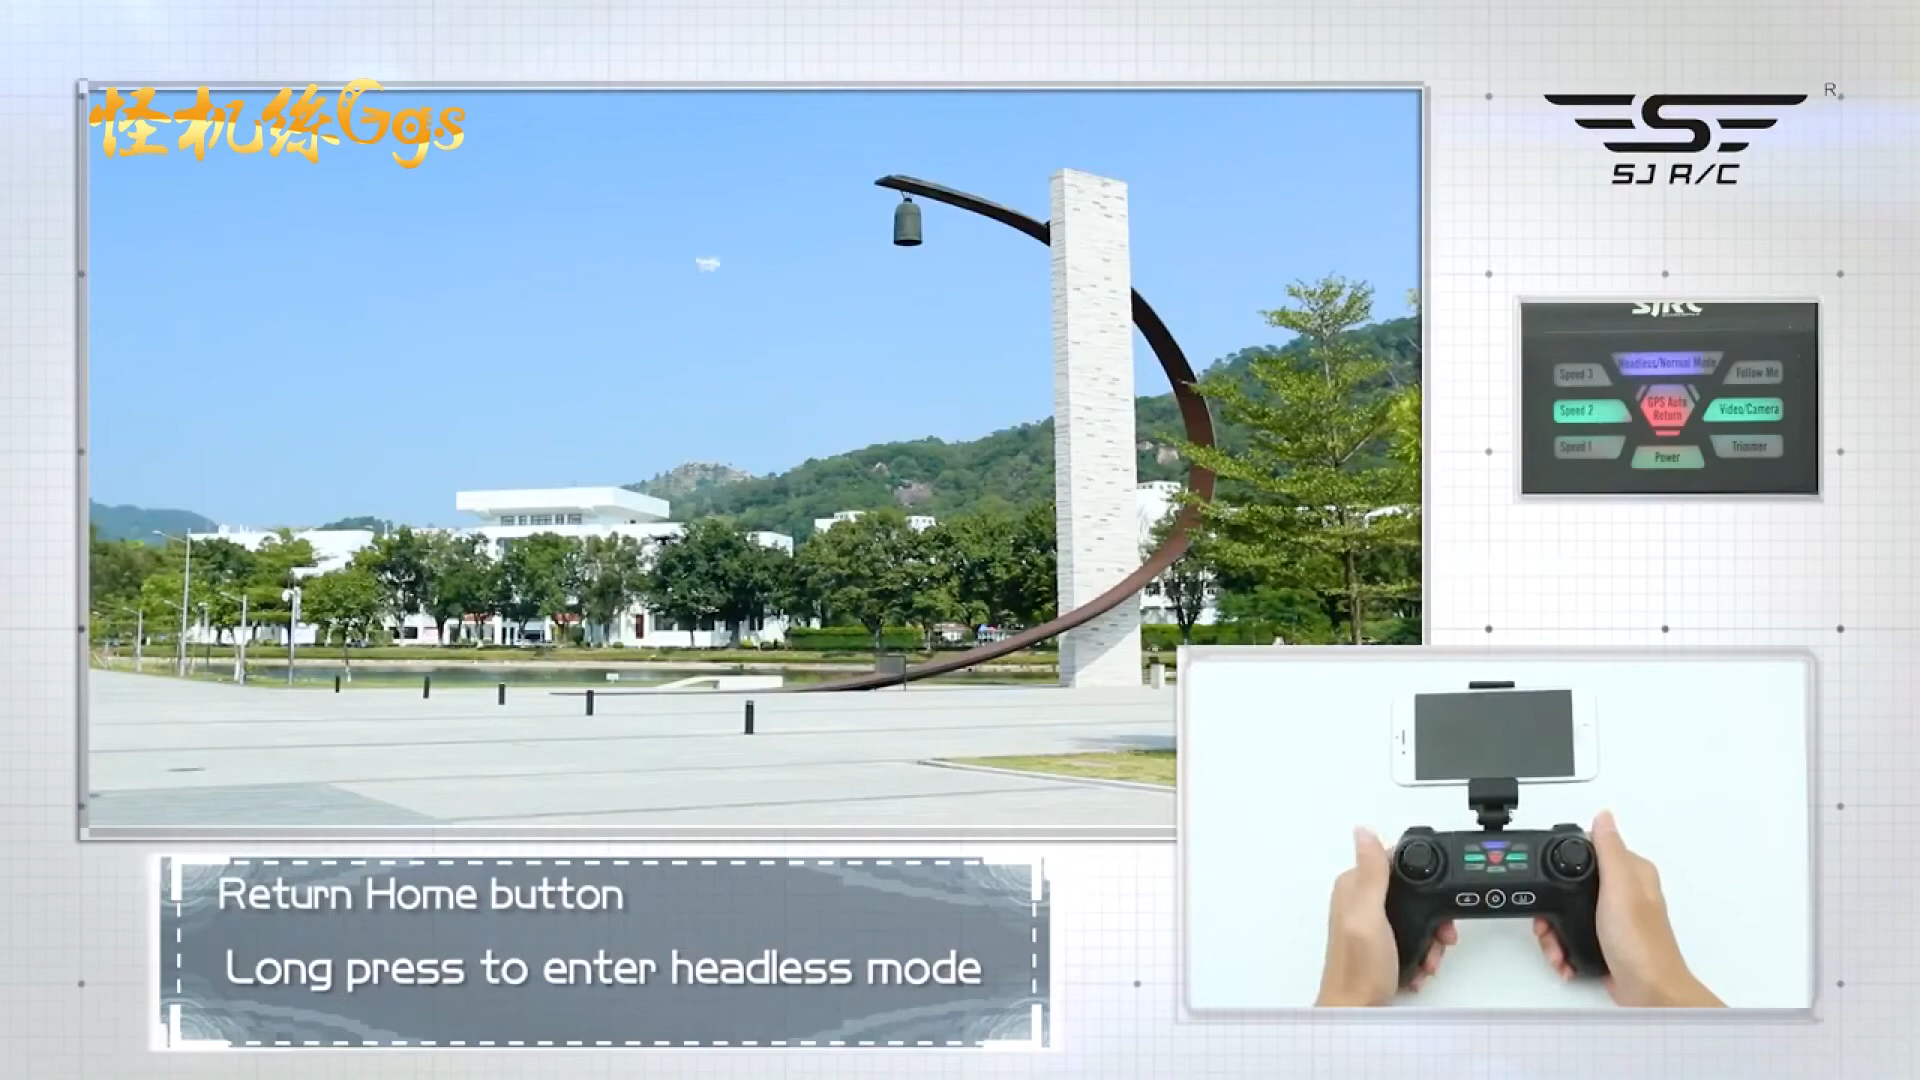 怪机缘Ggs
R
SJ R/C
SJRC
Headless/Normal Mode
Speed 3
Follow Me
GPS Auto
Return
Speed 2
Video/Camera
Speed 1
Trimmer
Power
Return Home button
Long press to enter headless mode